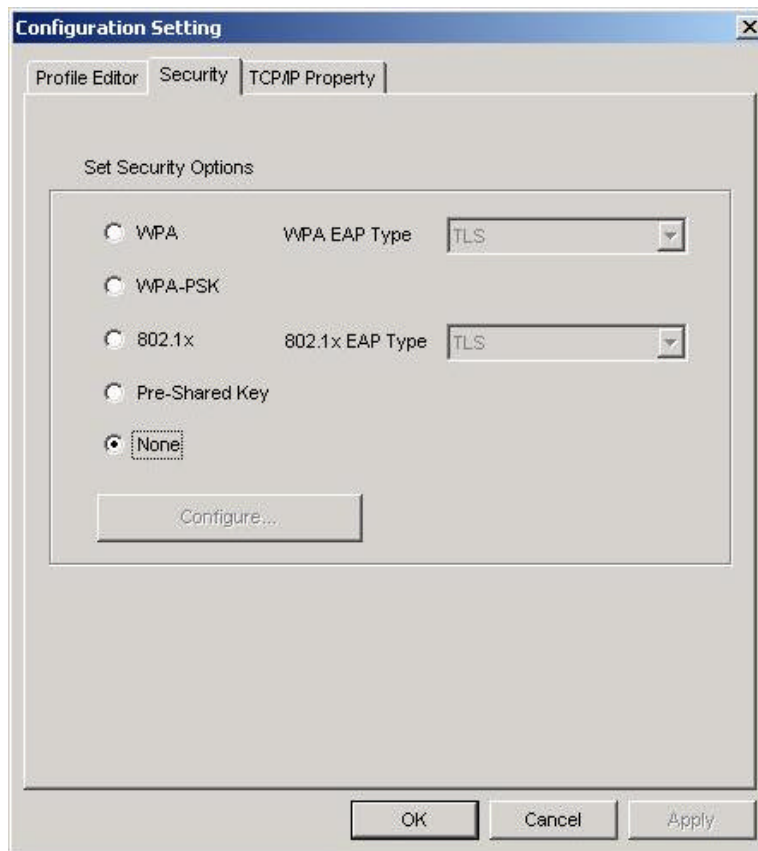 Configuration Setting
Profile Editor Security TCP/IP Property
Set Security Options
WPA WPA EAP Type TLS
WPA-PSK
802.1x 802.1x EAP Type TLS
Pre-Shared Key
None
Configure...
OK Cancel Apply